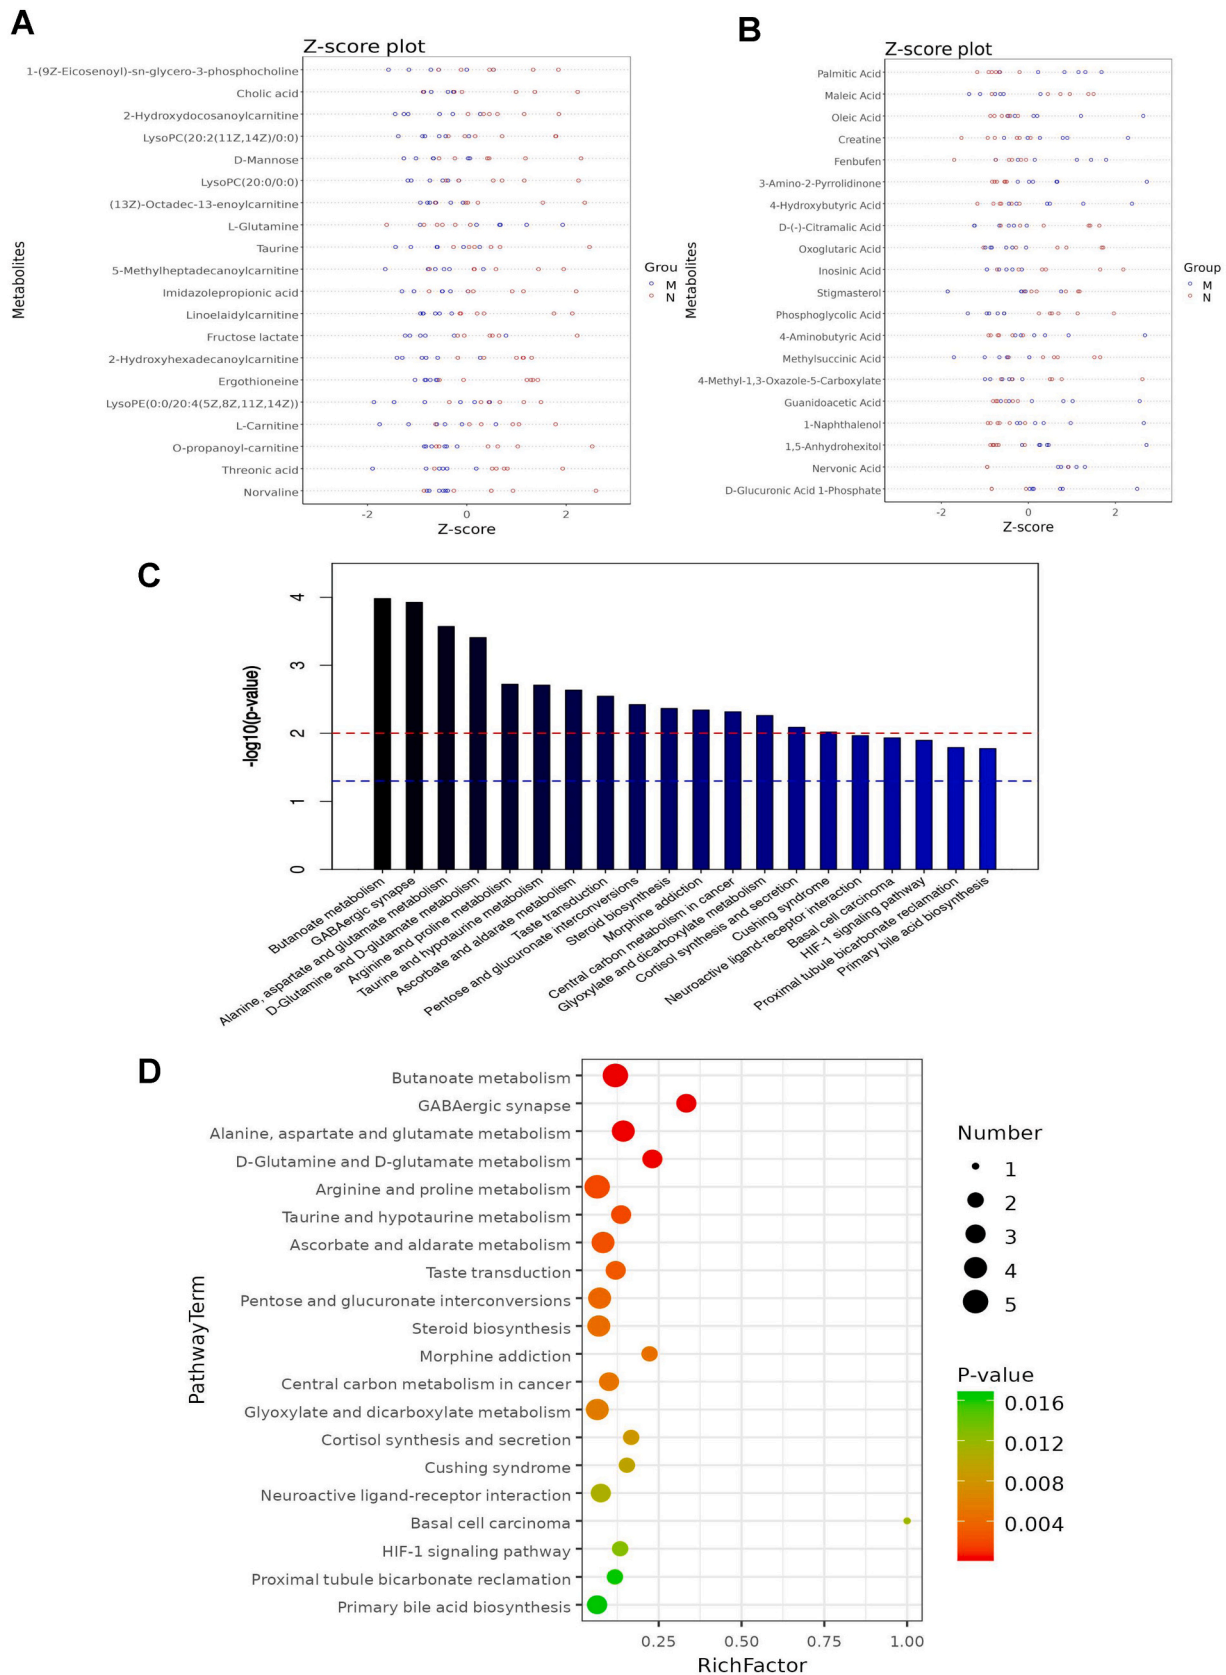 A
Z-score plot
1-(9Z-Eicosenoyl)-sn-glycero-3-phosphocholine
Cholic acid
2-Hydroxydocosanoylcarnitine
LysoPC(20:2(11Z,14Z)/0:0)
D-Mannose
LysoPC(20:0/0:0)
(13Z)-Octadec-13-enoylcarnitine
L-Glutamine
Taurine
5-Methylheptadecanoylcarnitine
Imidazolepropionic acid
Linoelaidylcarnitine
Fructose lactate
2-Hydroxyhexadecanoylcarnitine
Ergothioneine
LysoPE(0:0/20:4(5Z,8Z,11Z,14Z))
L-Carnitine
O-propanoyl-carnitine
Threonic acid
Norvaline
Metabolites
-2 0 2
Z-score
Grou
M
N
B
Z-score plot
Palmitic Acid
Maleic Acid
Oleic Acid
Creatine
Fenbufen
3-Amino-2-Pyrrolidinone
4-Hydroxybutyric Acid
D-(-)-Citramalic Acid
Oxoglutaric Acid
Inosinic Acid
Stigmasterol
Phosphoglycolic Acid
4-Aminobutyric Acid
Methylsuccinic Acid
4-Methyl-1,3-Oxazole-5-Carboxylate
Guanidoacetic Acid
1-Naphthalenol
1,5-Anhydrohexitol
Nervonic Acid
D-Glucuronic Acid 1-Phosphate
Metabolites
-2 0 2
Z-score
Group
M
N
C
-log10(p-value)
4
3
2
1
0
Butanoate metabolism
GABAergic synapse
Alanine, aspartate and glutamate metabolism
D-Glutamine and D-glutamate metabolism
Arginine and proline metabolism
Taurine and hypotaurine metabolism
Ascorbate and aldarate metabolism
Taste transduction
Pentose and glucuronate interconversions
Steroid biosynthesis
Morphine addiction
Central carbon metabolism in cancer
Glyoxylate and dicarboxylate metabolism
Cortisol synthesis and secretion
Cushing syndrome
Neuroactive ligand-receptor interaction
Basal cell carcinoma
HIF-1 signaling pathway
Proximal tubule bicarbonate reclamation
Primary bile acid biosynthesis
D
PathwayTerm
Butanoate metabolism
GABAergic synapse
Alanine, aspartate and glutamate metabolism
D-Glutamine and D-glutamate metabolism
Arginine and proline metabolism
Taurine and hypotaurine metabolism
Ascorbate and aldarate metabolism
Taste transduction
Pentose and glucuronate interconversions
Steroid biosynthesis
Morphine addiction
Central carbon metabolism in cancer
Glyoxylate and dicarboxylate metabolism
Cortisol synthesis and secretion
Cushing syndrome
Neuroactive ligand-receptor interaction
Basal cell carcinoma
HIF-1 signaling pathway
Proximal tubule bicarbonate reclamation
Primary bile acid biosynthesis
0.25 0.50 0.75 1.00
RichFactor
Number
1
2
3
4
5
P-value
0.016
0.012
0.008
0.004